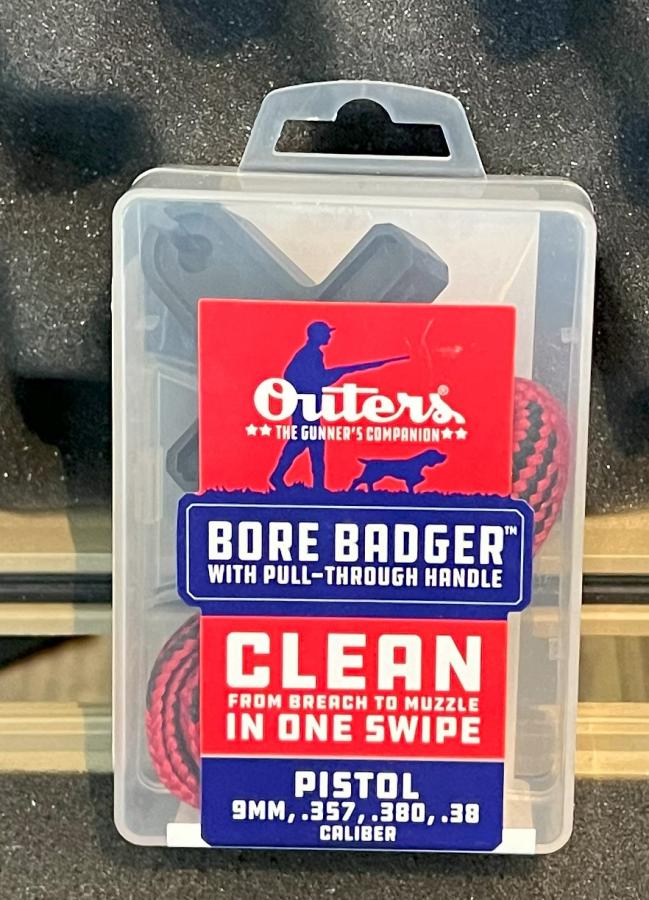 Outers®
★★ THE GUNNER'S COMPANION ★★
BORE BADGER™
WITH PULL-THROUGH HANDLE
CLEAN
FROM BREACH TO MUZZLE
IN ONE SWIPE
PISTOL
9MM, .357, .380, .38
CALIBER